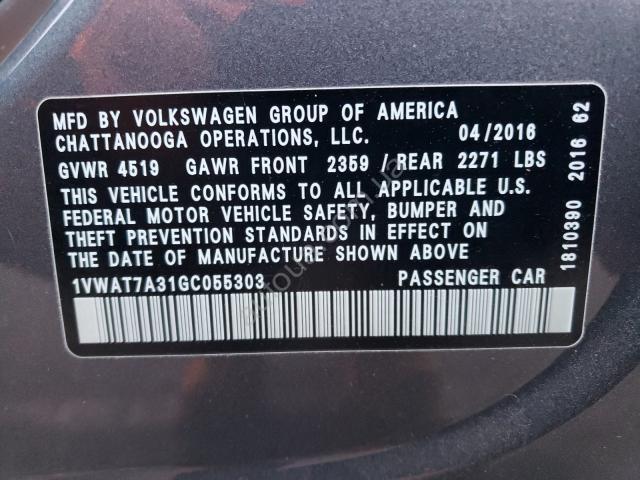 MFD BY VOLKSWAGEN GROUP OF AMERICA
CHATTANOOGA OPERATIONS, LLC. 04/2016
GVWR 4519 GAWR FRONT 2359 / REAR 2271 LBS
THIS VEHICLE CONFORMS TO ALL APPLICABLE U.S.
FEDERAL MOTOR VEHICLE SAFETY, BUMPER AND
THEFT PREVENTION STANDARDS IN EFFECT ON
THE DATE OF MANUFACTURE SHOWN ABOVE
1VWAT7A31GC055303 PASSENGER CAR
1810390 2016 62